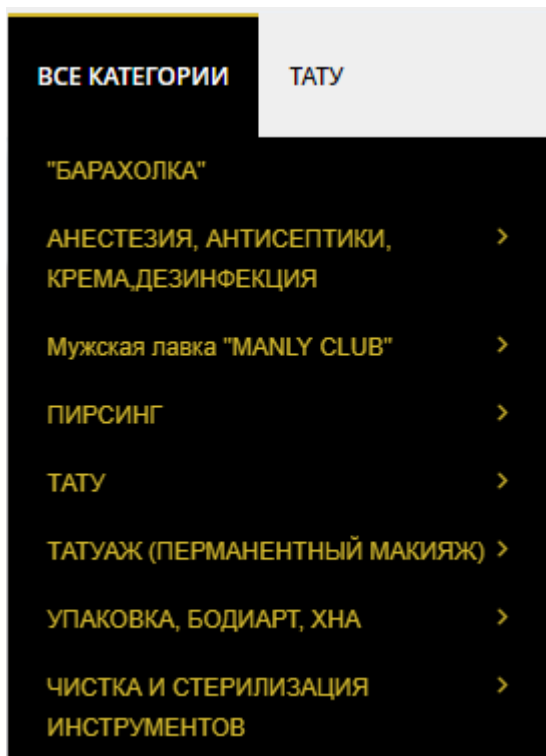 ВСЕ КАТЕГОРИИ ТАТУ
"БАРАХОЛКА"
АНЕСТЕЗИЯ, АНТИСЕПТИКИ,
КРЕМА,ДЕЗИНФЕКЦИЯ
Мужская лавка "MANLY CLUB"
ПИРСИНГ
ТАТУ
ТАТУАЖ (ПЕРМАНЕНТНЫЙ МАКИЯЖ)
УПАКОВКА, БОДИАРТ, ХНА
ЧИСТКА И СТЕРИЛИЗАЦИЯ
ИНСТРУМЕНТОВ